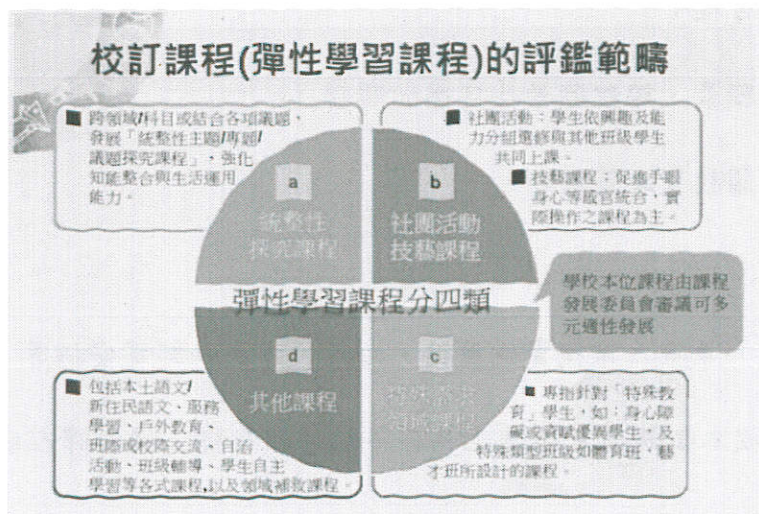 校訂課程(彈性學習課程)的評鑑範疇
■ 跨領域/科目或結合各項議題，
發展「統整性主題/專題/
議題探究課程」，強化
知能整合與生活運用
能力。
■ 社團活動：學生依興趣及能
力分組選修與其他班級學生
共同上課。
■ 技藝課程：促進手眼
身心等感官統合，實
際操作之課程為主。
a
統整性
探究課程
b
社團活動
技藝課程
彈性學習課程分四類
學校本位課程由課程
發展委員會審議可多
元適性發展
d
其他課程
c
特殊需求
領域課程
■ 包括本土語文/
新住民語文、服務
學習、戶外教育、
班際或校際交流、自治
活動、班級輔導、學生自主
學習等各式課程,以及領域補救課程。
■ 專指針對「特殊教
育」學生，如：身心障
礙或資賦優異學生，及
特殊類型班級如體育班，藝
才班所設計的課程。